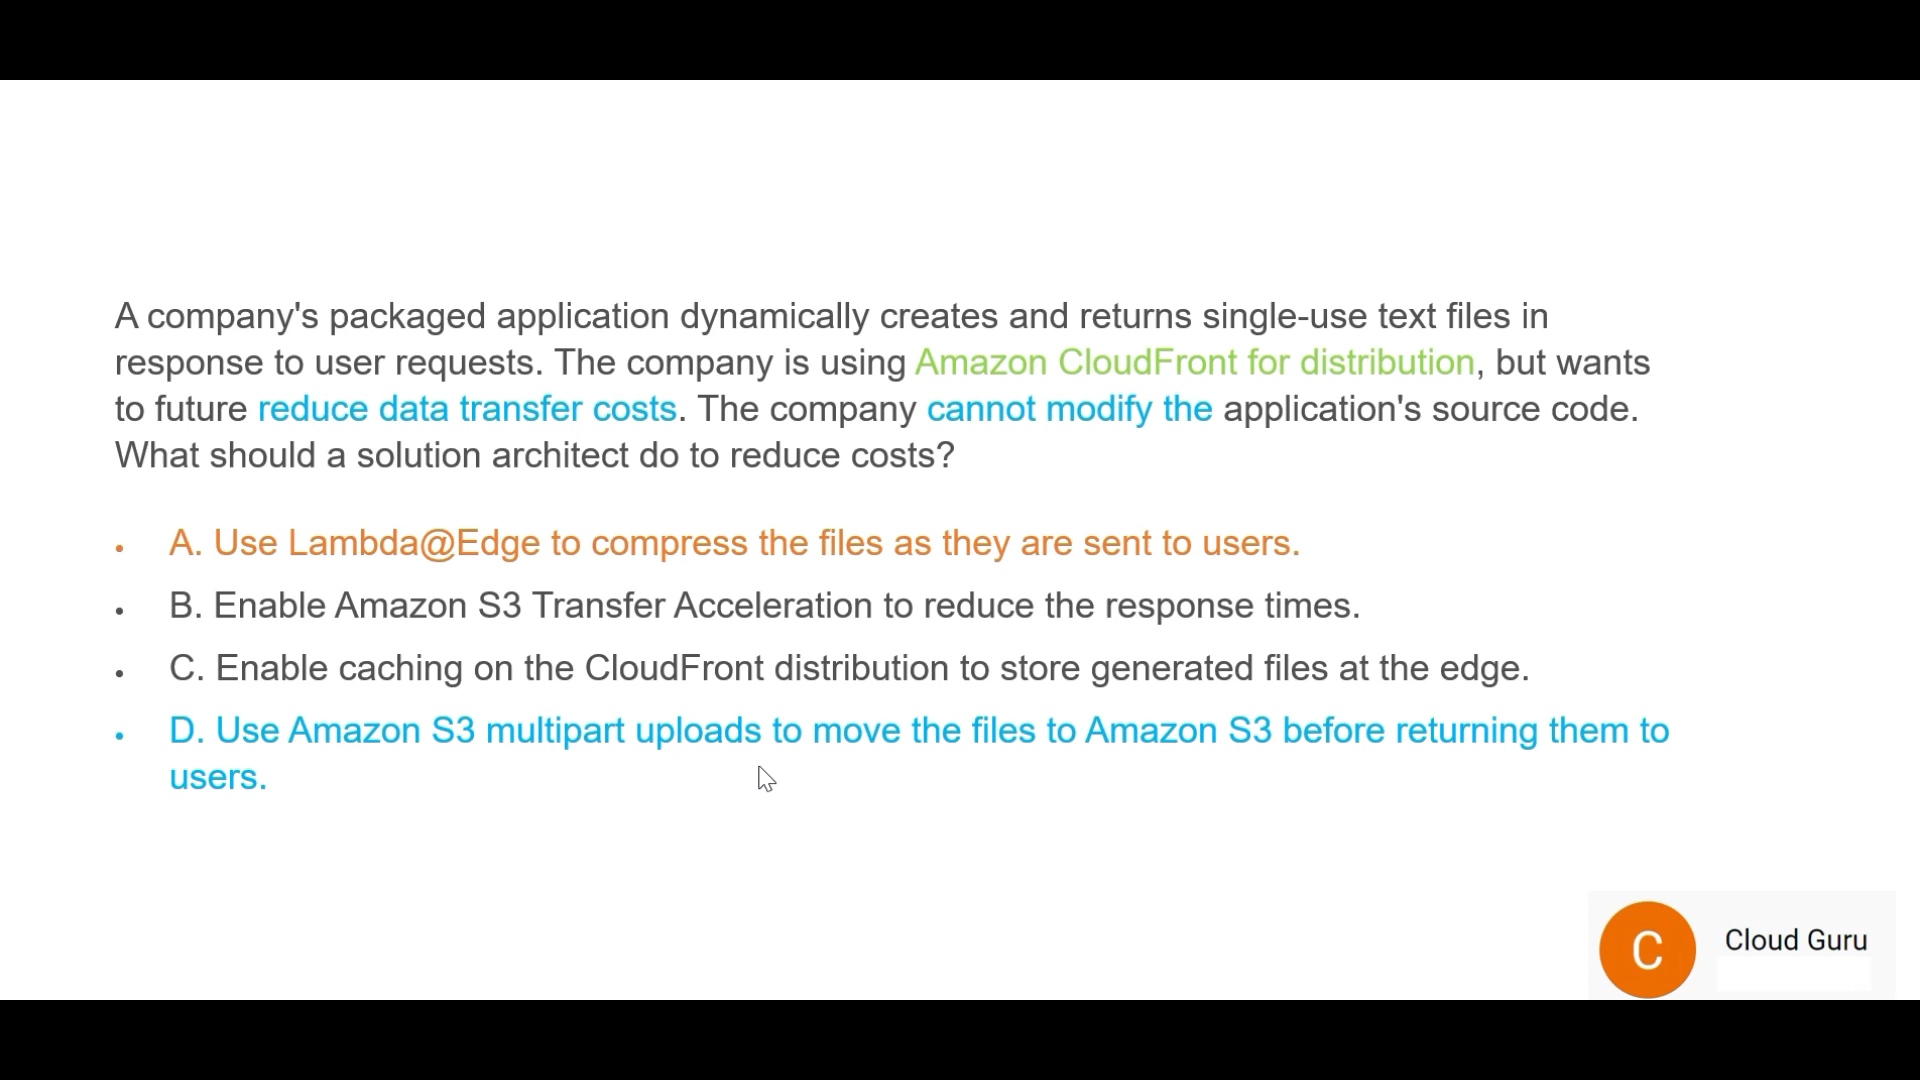 A company's packaged application dynamically creates and returns single-use text files in
response to user requests. The company is using Amazon CloudFront for distribution, but wants
to future reduce data transfer costs. The company cannot modify the application's source code.
What should a solution architect do to reduce costs?
• A. Use Lambda@Edge to compress the files as they are sent to users.
• B. Enable Amazon S3 Transfer Acceleration to reduce the response times.
• C. Enable caching on the CloudFront distribution to store generated files at the edge.
• D. Use Amazon S3 multipart uploads to move the files to Amazon S3 before returning them to
users.
C
Cloud Guru